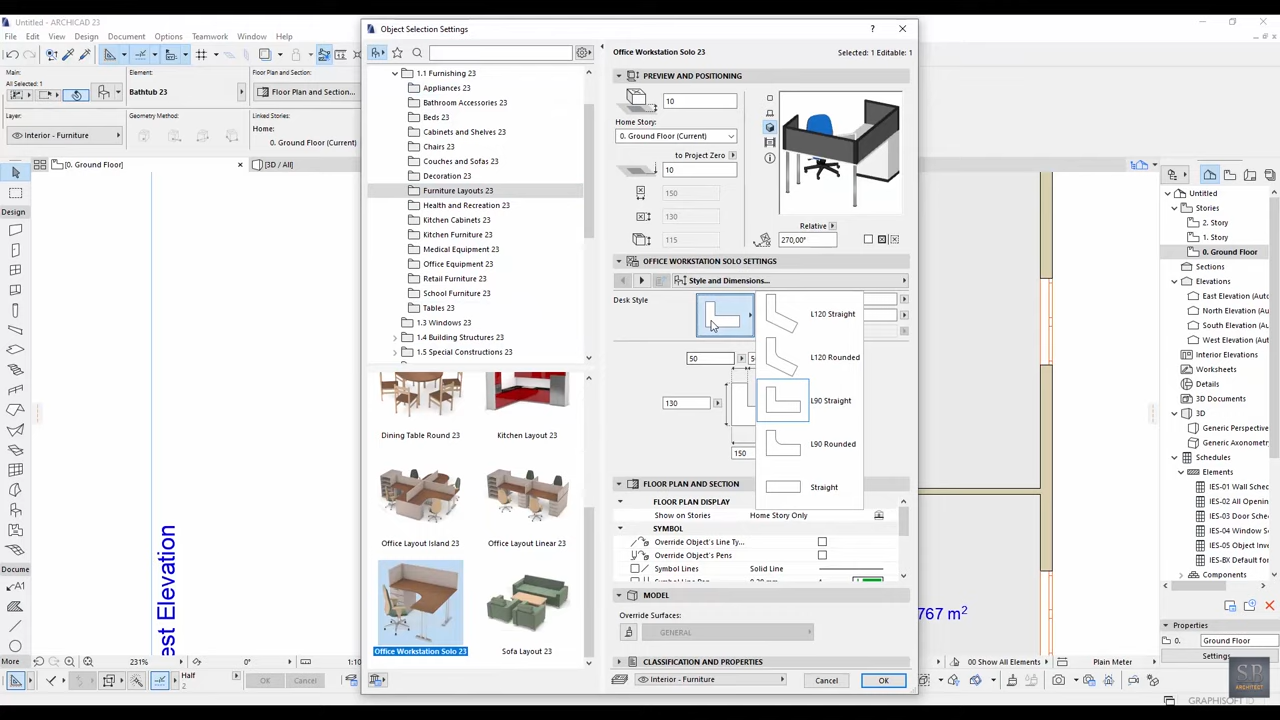 Untitled - ARCHICAD 23
File Edit View Design Document Options Teamwork Window Help
Main:
All Selected: 1
Element:
Bathtub 23
Floor Plan and Section:
Floor Plan and Section...
Layer:
Interior - Furniture
Geometry Method:
Linked Stories:
Home:
0. Ground Floor (Current)
[0. Ground Floor]
[3D / All]
Design
Docume
A1
More
West Elevation
231%
1:10
Half
2
OK
Cancel
Object Selection Settings
?
1.1 Furnishing 23
Appliances 23
Bathroom Accessories 23
Beds 23
Cabinets and Shelves 23
Chairs 23
Couches and Sofas 23
Decoration 23
Furniture Layouts 23
Health and Recreation 23
Kitchen Cabinets 23
Kitchen Furniture 23
Medical Equipment 23
Office Equipment 23
Retail Furniture 23
School Furniture 23
Tables 23
1.3 Windows 23
1.4 Building Structures 23
1.5 Special Constructions 23
Dining Table Round 23
Kitchen Layout 23
Office Layout Island 23
Office Layout Linear 23
Office Workstation Solo 23
Sofa Layout 23
Office Workstation Solo 23
Selected: 1 Editable: 1
PREVIEW AND POSITIONING
10
Home Story:
0. Ground Floor (Current)
to Project Zero
10
150
130
115
Relative
270,00°
OFFICE WORKSTATION SOLO SETTINGS
Style and Dimensions...
Desk Style
50
130
150
L120 Straight
L120 Rounded
L90 Straight
L90 Rounded
Straight
FLOOR PLAN AND SECTION
FLOOR PLAN DISPLAY
Show on Stories
Home Story Only
SYMBOL
Override Object's Line Ty...
Override Object's Pens
Symbol Lines
Solid Line
MODEL
Override Surfaces:
GENERAL
CLASSIFICATION AND PROPERTIES
Interior - Furniture
Cancel
OK
767 m²
00 Show All Elements
Plain Meter
Untitled
Stories
2. Story
1. Story
0. Ground Floor
Sections
Elevations
East Elevation
North Elevation
South Elevation
West Elevation
Interior Elevations
Worksheets
Details
3D Documents
3D
Generic Perspective
Generic Axonometr
Schedules
Elements
IES-01 Wall Sche
IES-02 All Opening
IES-03 Door Sche
IES-04 Window S
IES-05 Object Inve
IES-BX Default fo
Components
Properties
0.
Ground Floor
Settings...
GRAPHISOFT ID
SP
ARCHITECT